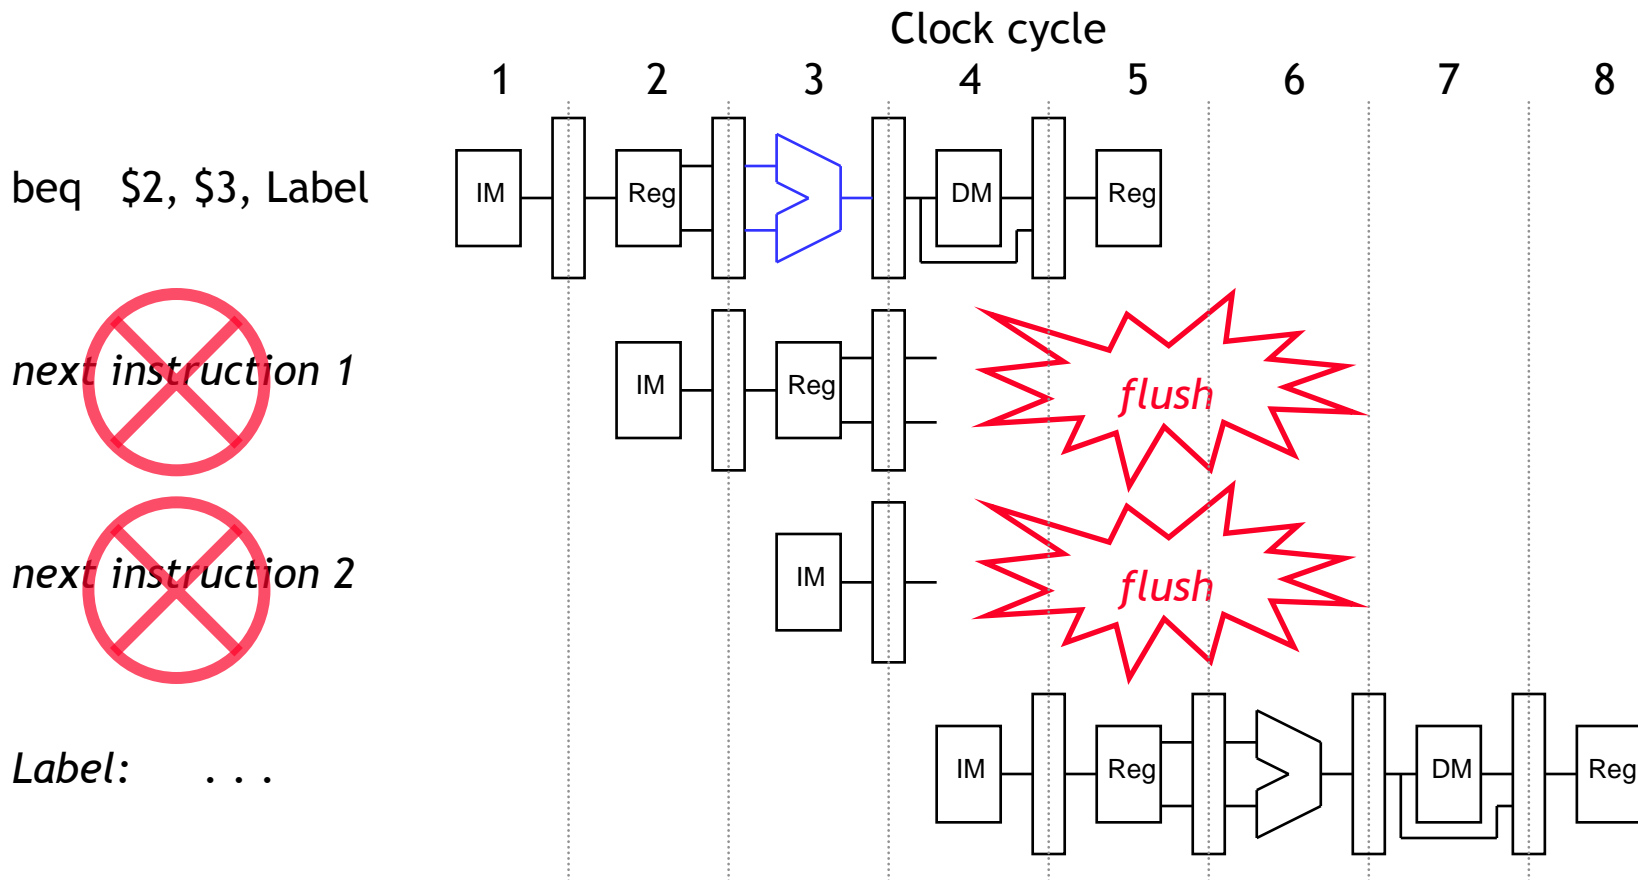 Clock cycle
1 2 3 4 5 6 7 8
beq $2, $3, Label IM Reg DM Reg
next instruction 1 IM Reg flush
next instruction 2 IM flush
Label: . . . IM Reg DM Reg